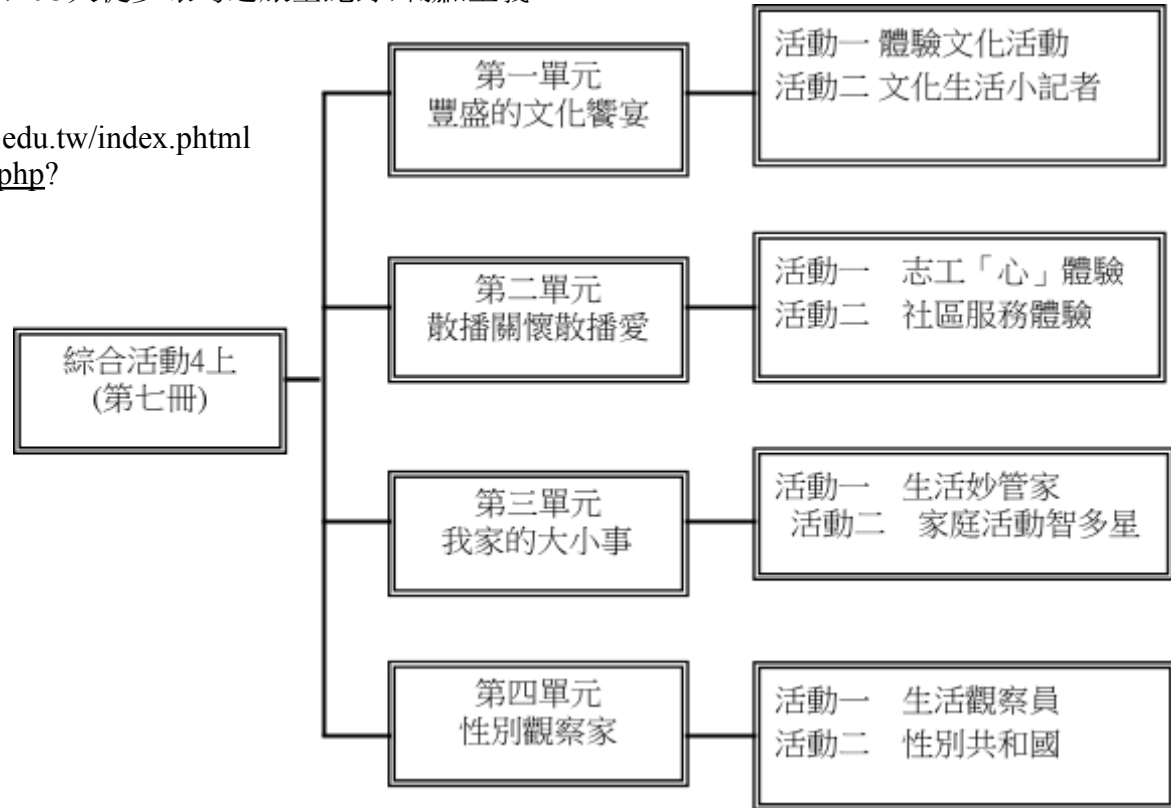 edu.tw/index.phtml
php?
綜合活動4上
(第七冊)
第一單元
豐盛的文化饗宴
活動一 體驗文化活動
活動二 文化生活小記者
第二單元
散播關懷散播愛
活動一 志工「心」體驗
活動二 社區服務體驗
第三單元
我家的大小事
活動一 生活妙管家
活動二 家庭活動智多星
第四單元
性別觀察家
活動一 生活觀察員
活動二 性別共和國